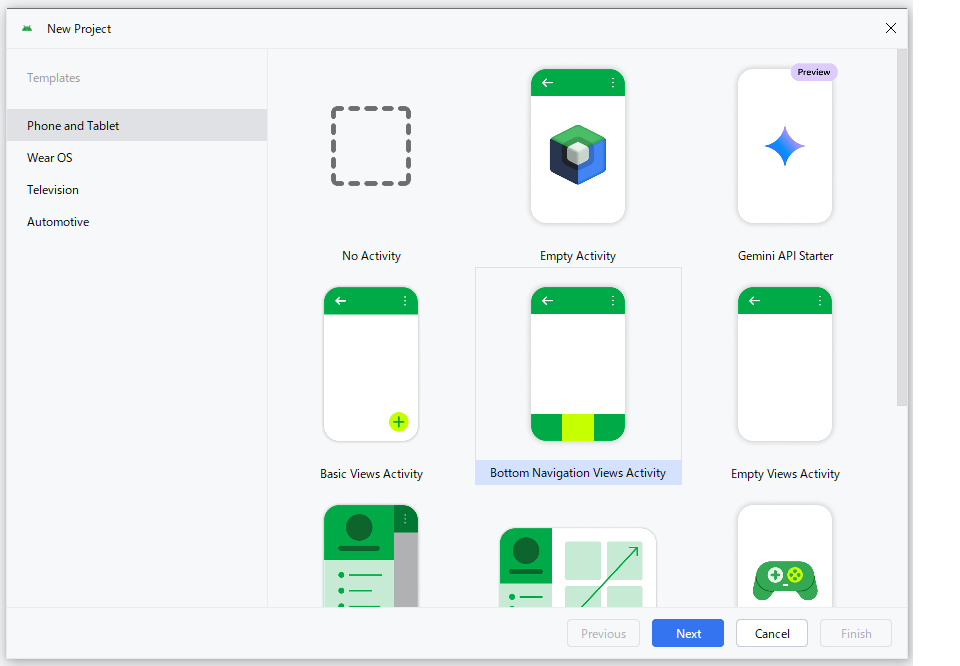 New Project
Templates
Phone and Tablet
Wear OS
Television
Automotive
Preview
No Activity
Empty Activity
Gemini API Starter
Basic Views Activity
Bottom Navigation Views Activity
Empty Views Activity
Previous
Next
Cancel
Finish